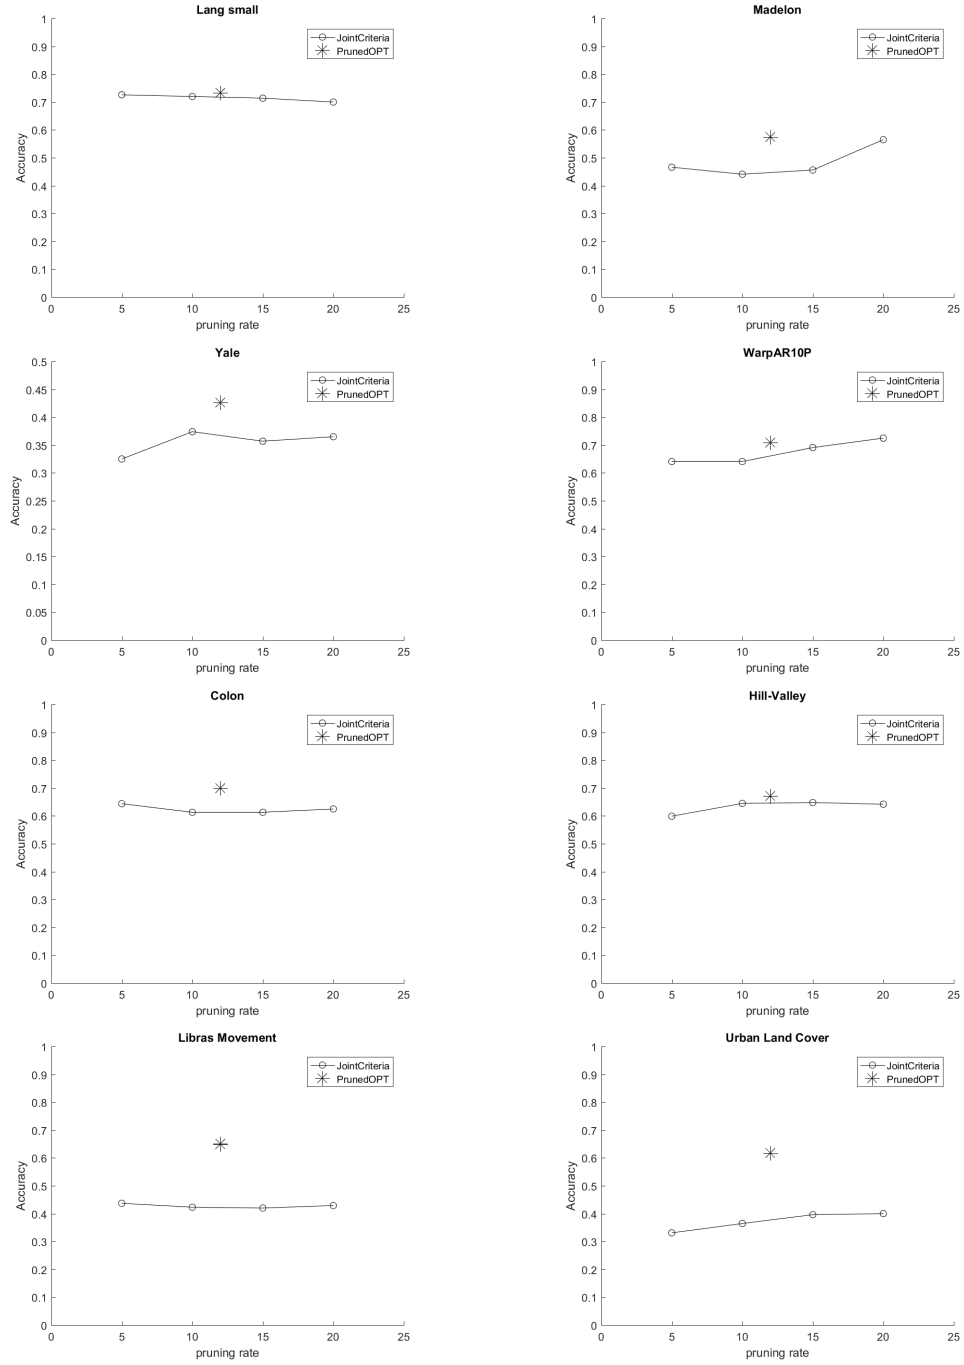 Lang small
1
0.9
0.8
0.7
0.6
0.5
0.4
0.3
0.2
0.1
0
Accuracy
JointCriteria
PrunedOPT
0 5 10 15 20 25
pruning rate
Madelon
1
0.9
0.8
0.7
0.6
0.5
0.4
0.3
0.2
0.1
0
Accuracy
JointCriteria
PrunedOPT
0 5 10 15 20 25
pruning rate
Yale
0.5
0.45
0.4
0.35
0.3
0.25
0.2
0.15
0.1
0.05
0
Accuracy
JointCriteria
PrunedOPT
0 5 10 15 20 25
pruning rate
WarpAR10P
1
0.9
0.8
0.7
0.6
0.5
0.4
0.3
0.2
0.1
0
Accuracy
JointCriteria
PrunedOPT
0 5 10 15 20 25
pruning rate
Colon
1
0.9
0.8
0.7
0.6
0.5
0.4
0.3
0.2
0.1
0
Accuracy
JointCriteria
PrunedOPT
0 5 10 15 20 25
pruning rate
Hill-Valley
1
0.9
0.8
0.7
0.6
0.5
0.4
0.3
0.2
0.1
0
Accuracy
JointCriteria
PrunedOPT
0 5 10 15 20 25
pruning rate
Libras Movement
1
0.9
0.8
0.7
0.6
0.5
0.4
0.3
0.2
0.1
0
Accuracy
JointCriteria
PrunedOPT
0 5 10 15 20 25
pruning rate
Urban Land Cover
1
0.9
0.8
0.7
0.6
0.5
0.4
0.3
0.2
0.1
0
Accuracy
JointCriteria
PrunedOPT
0 5 10 15 20 25
pruning rate